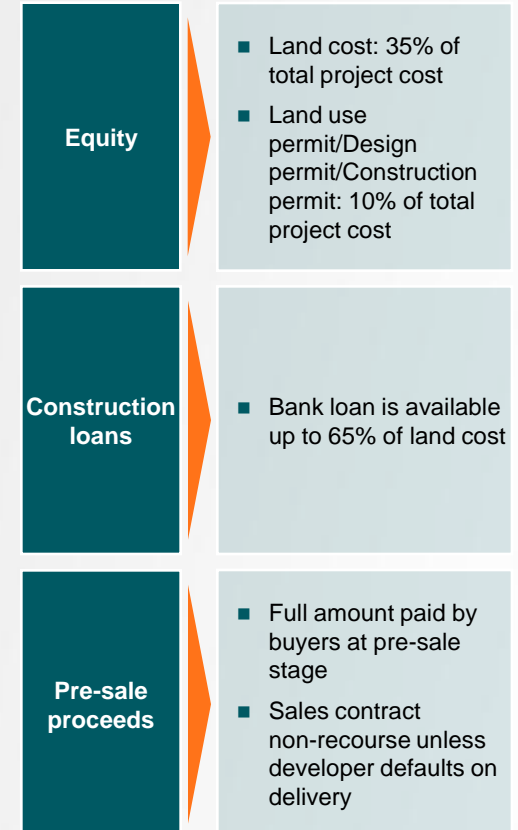 Equity
■ Land cost: 35% of
total project cost
■ Land use
permit/Design
permit/Construction
permit: 10% of total
project cost
Construction
loans
■ Bank loan is available
up to 65% of land cost
Pre-sale
proceeds
■ Full amount paid by
buyers at pre-sale
stage
■ Sales contract
non-recourse unless
developer defaults on
delivery